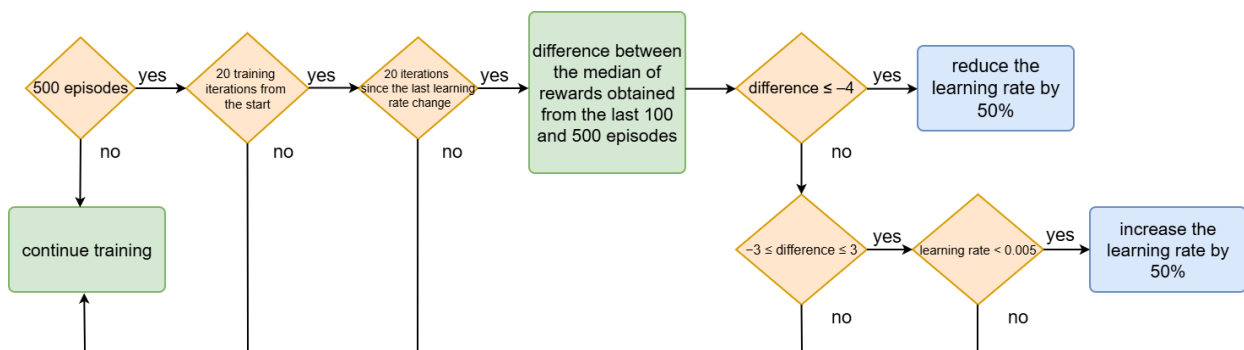 500 episodes
yes
no
continue training
20 training
iterations from
the start
yes
no
20 iterations
since the last learning
rate change
yes
no
difference between
the median of
rewards obtained
from the last 100
and 500 episodes
difference ≤ −4
yes
no
reduce the
learning rate by
50%
−3 ≤ difference ≤ 3
yes
no
learning rate < 0.005
yes
no
increase the
learning rate by
50%